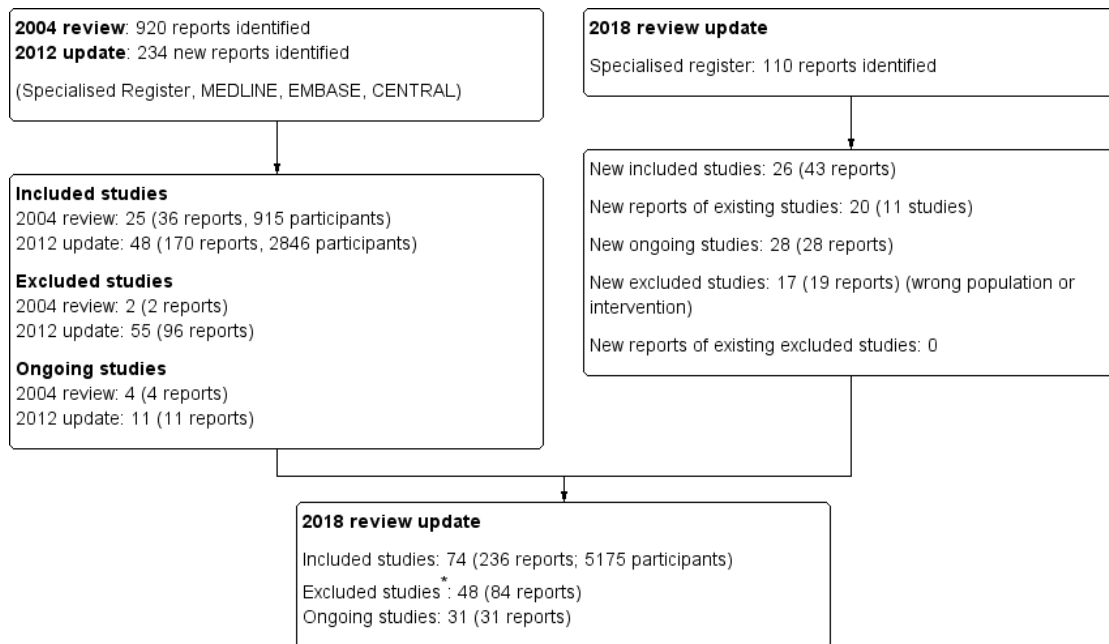 2004 review: 920 reports identified
2012 update: 234 new reports identified
(Specialised Register, MEDLINE, EMBASE, CENTRAL)
2018 review update
Specialised register: 110 reports identified
Included studies
2004 review: 25 (36 reports, 915 participants)
2012 update: 48 (170 reports, 2846 participants)
Excluded studies
2004 review: 2 (2 reports)
2012 update: 55 (96 reports)
Ongoing studies
2004 review: 4 (4 reports)
2012 update: 11 (11 reports)
New included studies: 26 (43 reports)
New reports of existing studies: 20 (11 studies)
New ongoing studies: 28 (28 reports)
New excluded studies: 17 (19 reports) (wrong population or
intervention)
New reports of existing excluded studies: 0
2018 review update
Included studies: 74 (236 reports; 5175 participants)
Excluded studies*: 48 (84 reports)
Ongoing studies: 31 (31 reports)